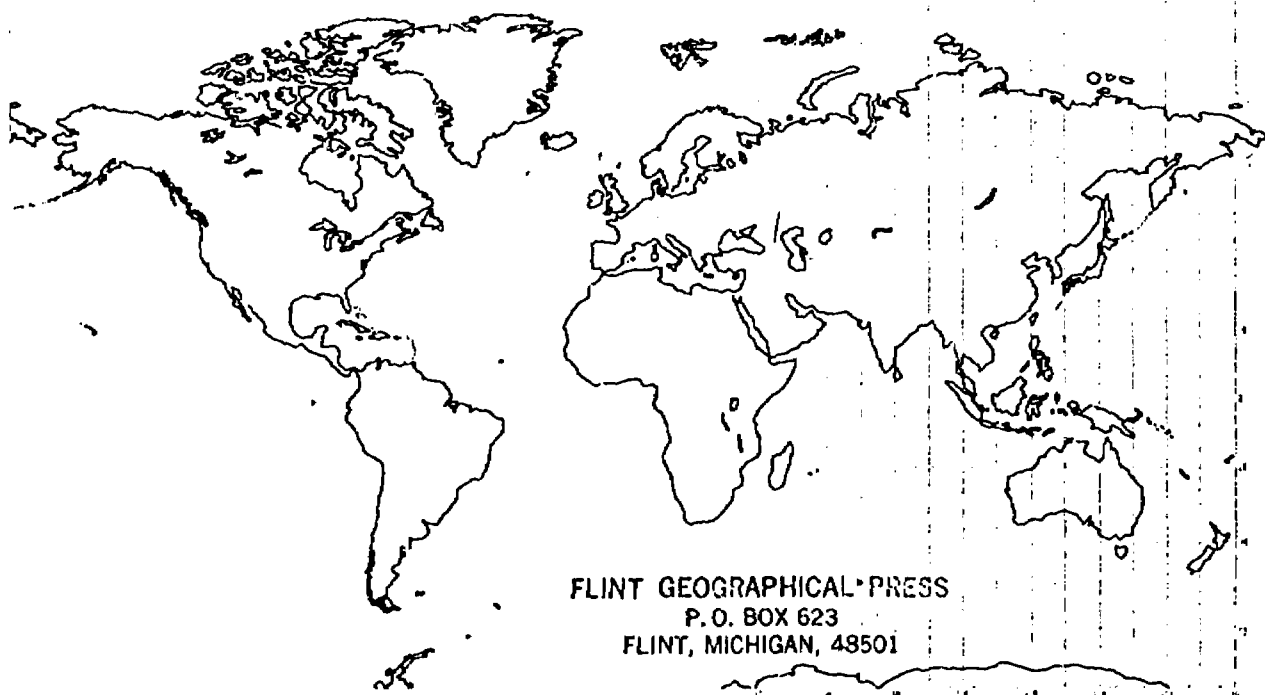 FLINT GEOGRAPHICAL PRESS
P. O. BOX 623
FLINT, MICHIGAN, 48501